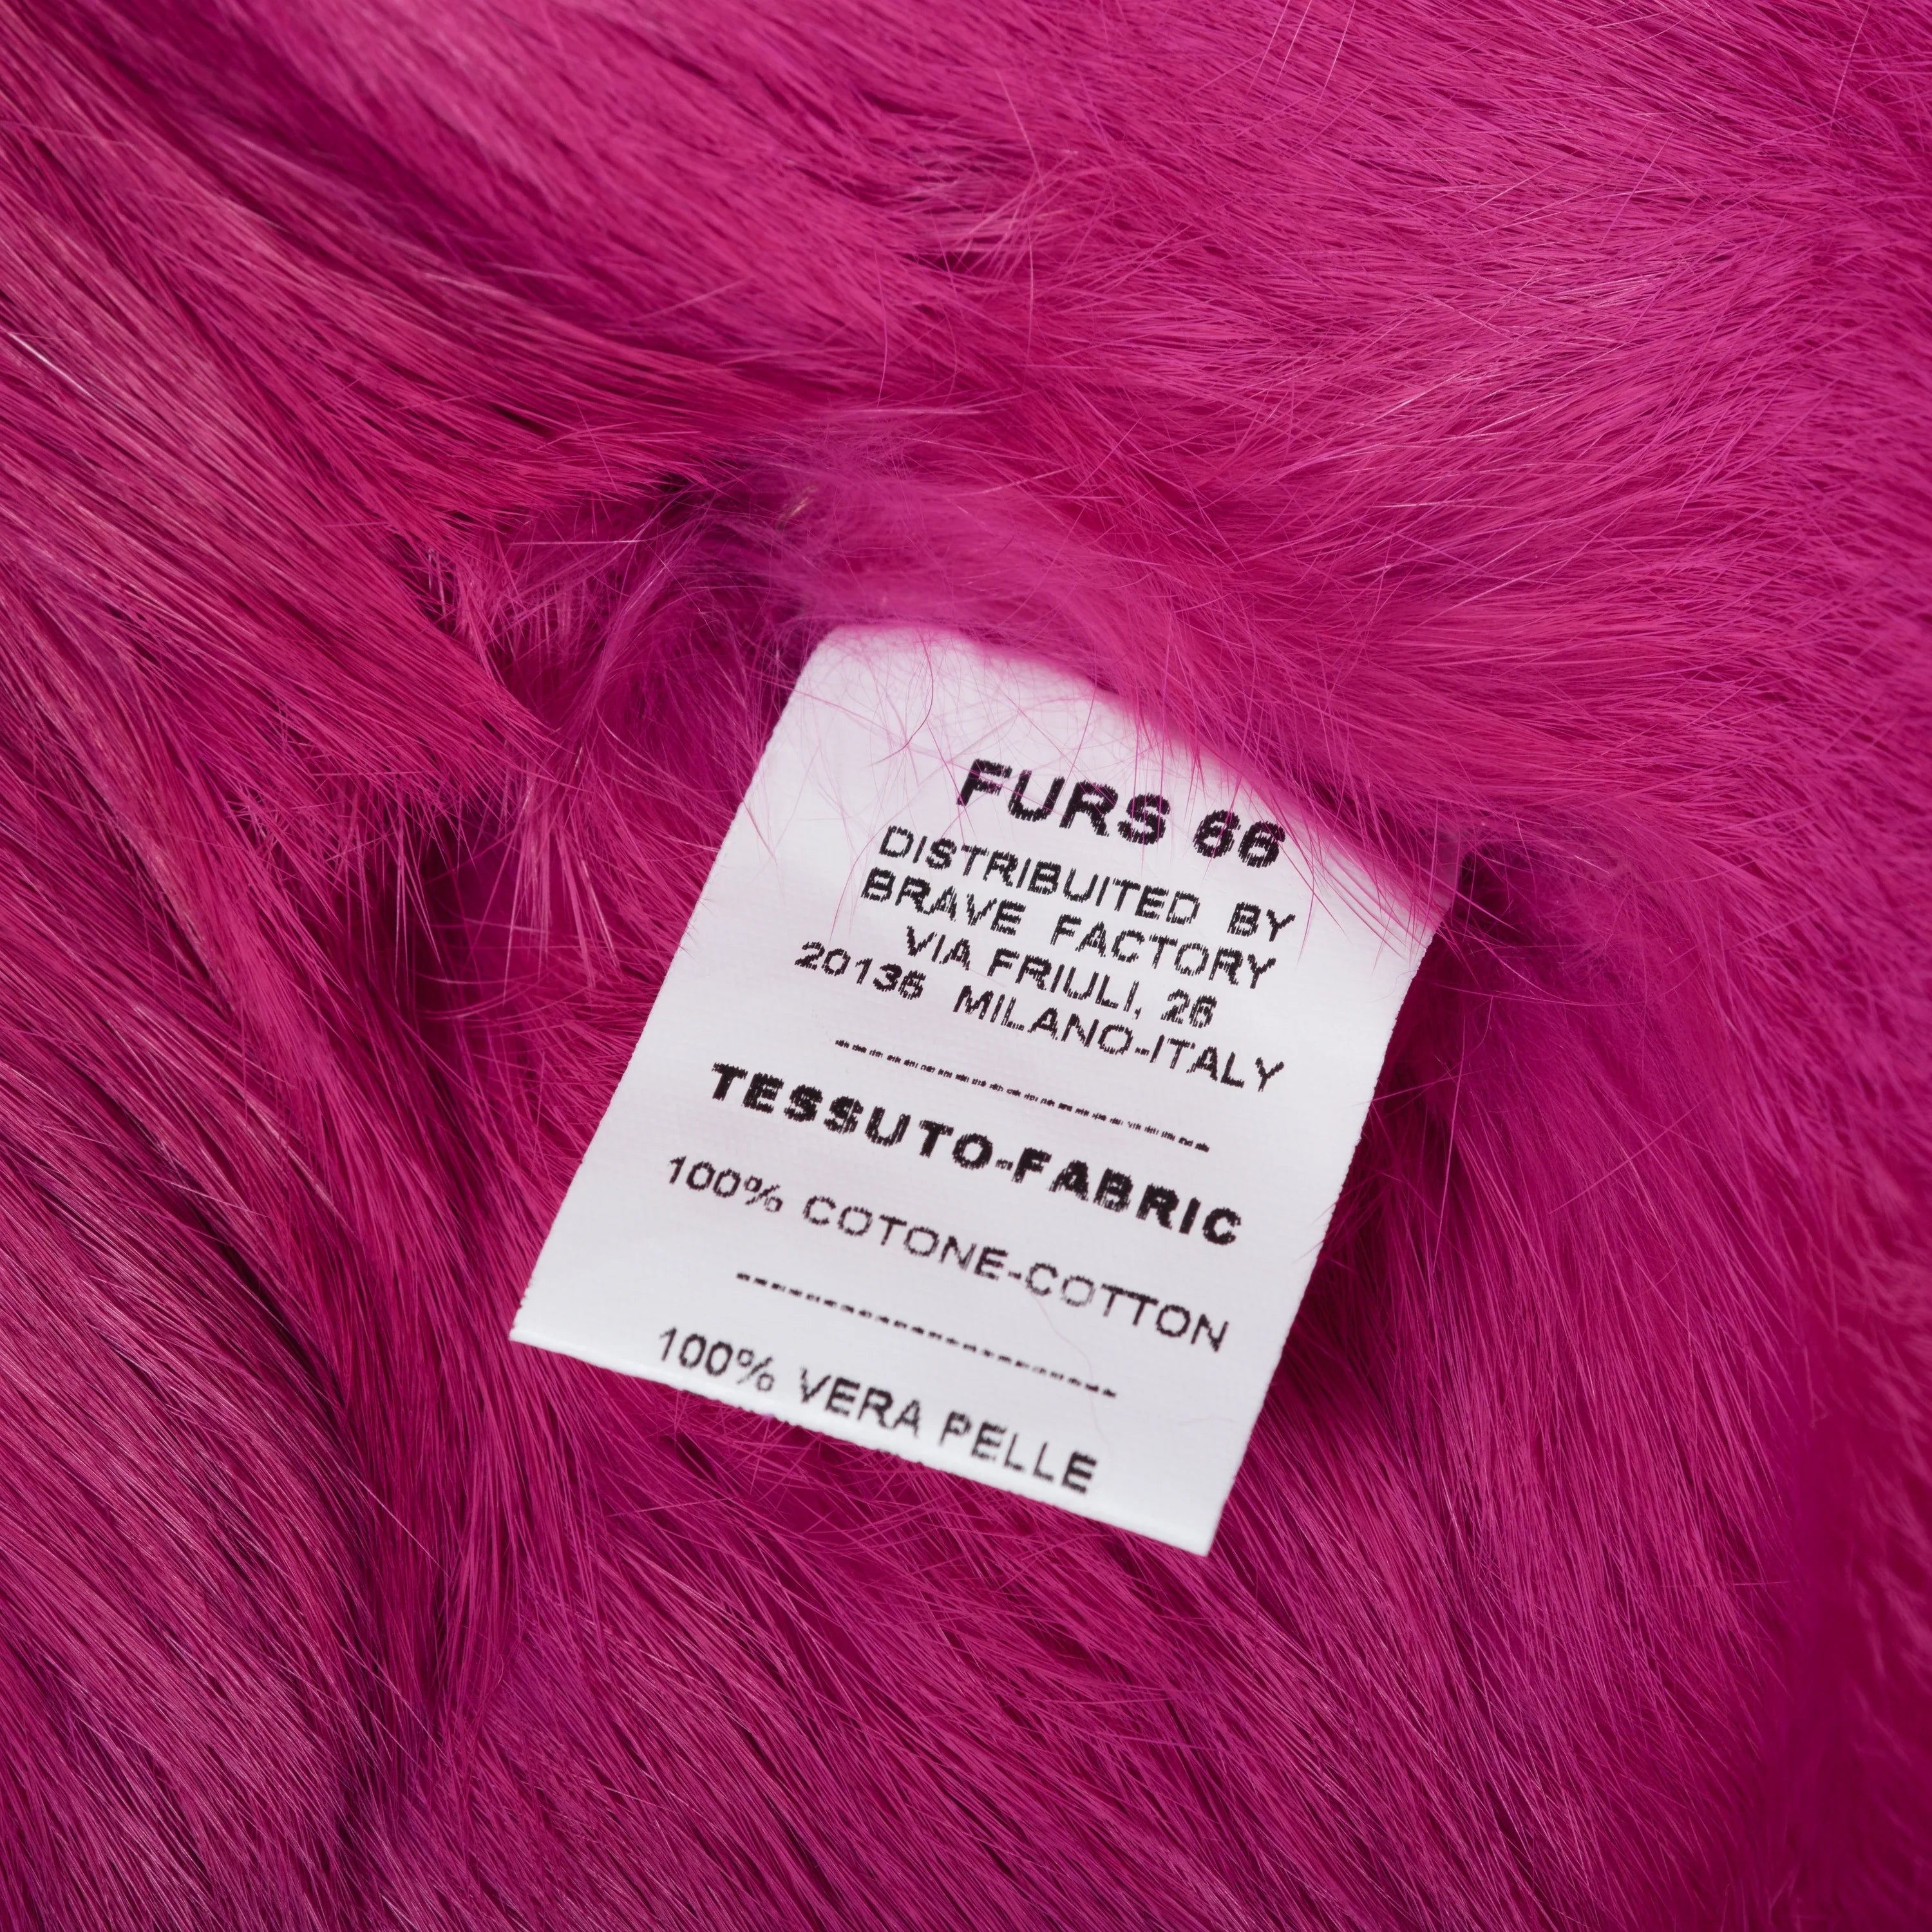 FURS 66
DISTRIBUITED BY
BRAVE FACTORY
VIA FRIULI, 26
20135 MILANO-ITALY
TESSUTO-FABRIC
100% COTONE-COTTON
100% VERA PELLE